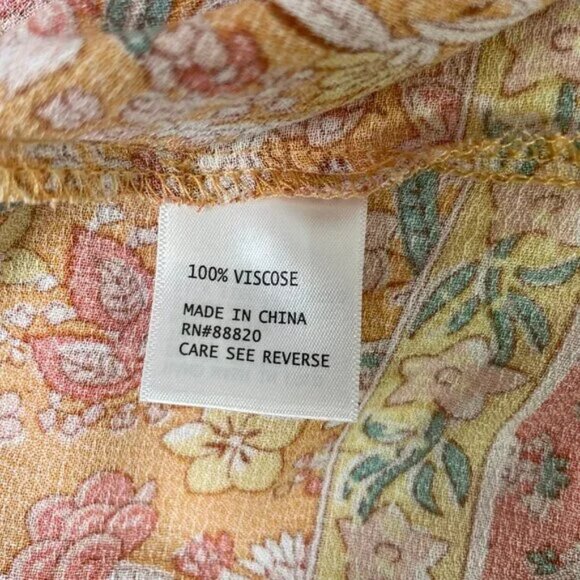 100% VISCOSE
MADE IN CHINA
RN#88820
CARE SEE REVERSE